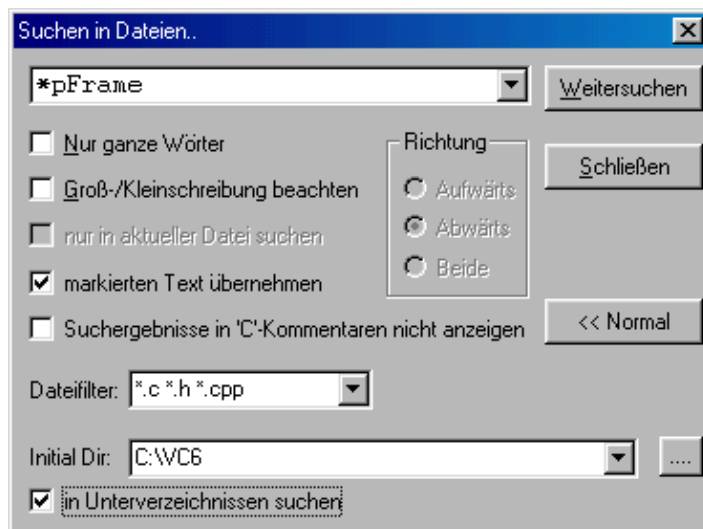 Suchen in Dateien..
*pFrame
Weitersuchen
Nur ganze Wörter
Richtung
Groß-/Kleinschreibung beachten
Aufwärts
Schließen
nur in aktueller Datei suchen
Abwärts
markierten Text übernehmen
Beide
Suchergebnisse in 'C'-Kommentaren nicht anzeigen
<< Normal
Dateifilter: *.c *.h *.cpp
Initial Dir: C:\VC6
....
in Unterverzeichnissen suchen